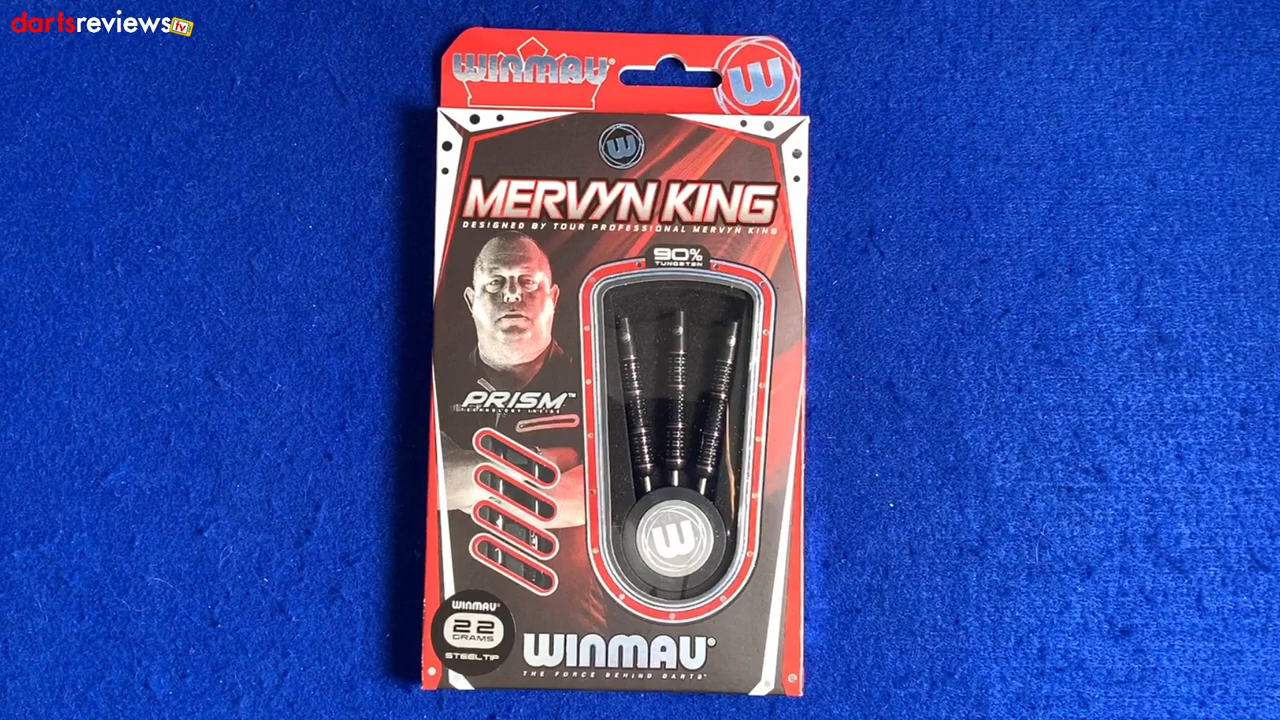 dartsreviews tv
WINMAU®
W
W
MERVYN KING
DESIGNED BY TOUR PROFESSIONAL MERVYN KING
90%
TUNGSTEN
PRISM™
TECHNOLOGY INSIDE
W
WINMAU®
22
GRAMS
STEELTIP
WINMAU®
THE FORCE BEHIND DARTS